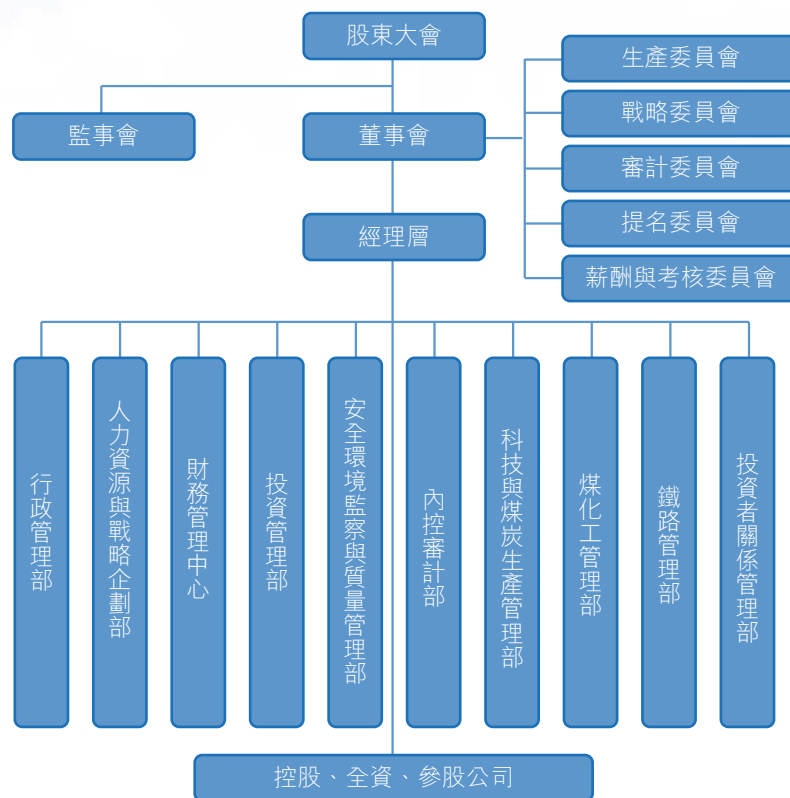 股東大會
監事會
董事會
經理層
生產委員會
戰略委員會
審計委員會
提名委員會
薪酬與考核委員會
行政管理部
人力資源與戰略企劃部
財務管理中心
投資管理部
安全環境監察與質量管理部
內控審計部
科技與煤炭生產管理部
煤化工管理部
鐵路管理部
投資者關係管理部
控股、全資、參股公司